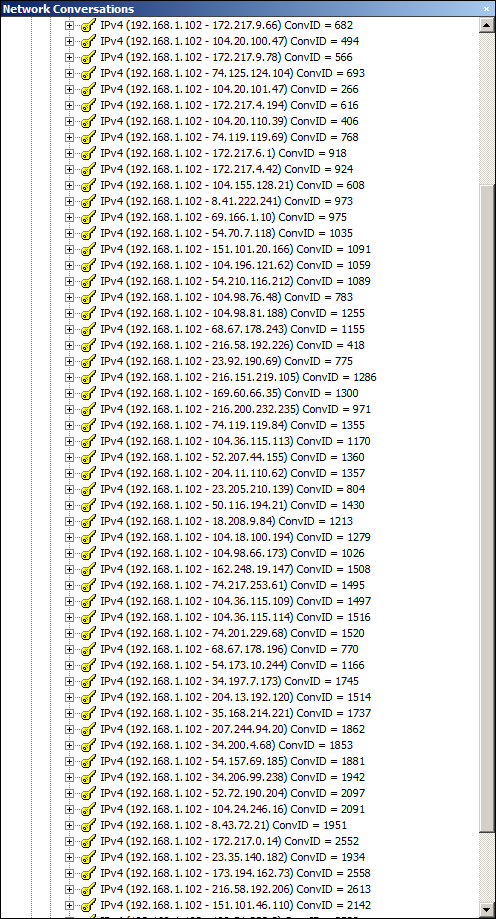 Network Conversations
IPv4 (192.168.1.102 - 172.217.9.66) ConvID = 682
IPv4 (192.168.1.102 - 104.20.100.47) ConvID = 494
IPv4 (192.168.1.102 - 172.217.9.78) ConvID = 566
IPv4 (192.168.1.102 - 74.125.124.104) ConvID = 693
IPv4 (192.168.1.102 - 104.20.101.47) ConvID = 266
IPv4 (192.168.1.102 - 172.217.4.194) ConvID = 616
IPv4 (192.168.1.102 - 104.20.110.39) ConvID = 406
IPv4 (192.168.1.102 - 74.119.119.69) ConvID = 768
IPv4 (192.168.1.102 - 172.217.6.1) ConvID = 918
IPv4 (192.168.1.102 - 172.217.4.42) ConvID = 924
IPv4 (192.168.1.102 - 104.155.128.21) ConvID = 608
IPv4 (192.168.1.102 - 8.41.222.241) ConvID = 973
IPv4 (192.168.1.102 - 69.166.1.10) ConvID = 975
IPv4 (192.168.1.102 - 54.70.7.118) ConvID = 1035
IPv4 (192.168.1.102 - 151.101.20.166) ConvID = 1091
IPv4 (192.168.1.102 - 104.196.121.62) ConvID = 1059
IPv4 (192.168.1.102 - 54.210.116.212) ConvID = 1089
IPv4 (192.168.1.102 - 104.98.76.48) ConvID = 783
IPv4 (192.168.1.102 - 104.98.81.188) ConvID = 1255
IPv4 (192.168.1.102 - 68.67.178.243) ConvID = 1155
IPv4 (192.168.1.102 - 216.58.192.226) ConvID = 418
IPv4 (192.168.1.102 - 23.92.190.69) ConvID = 775
IPv4 (192.168.1.102 - 216.151.219.105) ConvID = 1286
IPv4 (192.168.1.102 - 169.60.66.35) ConvID = 1300
IPv4 (192.168.1.102 - 216.200.232.235) ConvID = 971
IPv4 (192.168.1.102 - 74.119.119.84) ConvID = 1355
IPv4 (192.168.1.102 - 104.36.115.113) ConvID = 1170
IPv4 (192.168.1.102 - 52.207.44.155) ConvID = 1360
IPv4 (192.168.1.102 - 204.11.110.62) ConvID = 1357
IPv4 (192.168.1.102 - 23.205.210.139) ConvID = 804
IPv4 (192.168.1.102 - 50.116.194.21) ConvID = 1430
IPv4 (192.168.1.102 - 18.208.9.84) ConvID = 1213
IPv4 (192.168.1.102 - 104.18.100.194) ConvID = 1279
IPv4 (192.168.1.102 - 104.98.66.173) ConvID = 1026
IPv4 (192.168.1.102 - 162.248.19.147) ConvID = 1508
IPv4 (192.168.1.102 - 74.217.253.61) ConvID = 1495
IPv4 (192.168.1.102 - 104.36.115.109) ConvID = 1497
IPv4 (192.168.1.102 - 104.36.115.114) ConvID = 1516
IPv4 (192.168.1.102 - 74.201.229.68) ConvID = 1520
IPv4 (192.168.1.102 - 68.67.178.196) ConvID = 770
IPv4 (192.168.1.102 - 54.173.10.244) ConvID = 1166
IPv4 (192.168.1.102 - 34.197.7.173) ConvID = 1745
IPv4 (192.168.1.102 - 204.13.192.120) ConvID = 1514
IPv4 (192.168.1.102 - 35.168.214.221) ConvID = 1737
IPv4 (192.168.1.102 - 207.244.94.20) ConvID = 1862
IPv4 (192.168.1.102 - 34.200.4.68) ConvID = 1853
IPv4 (192.168.1.102 - 54.157.69.185) ConvID = 1881
IPv4 (192.168.1.102 - 34.206.99.238) ConvID = 1942
IPv4 (192.168.1.102 - 52.72.190.204) ConvID = 2097
IPv4 (192.168.1.102 - 104.24.246.16) ConvID = 2091
IPv4 (192.168.1.102 - 8.43.72.21) ConvID = 1951
IPv4 (192.168.1.102 - 172.217.0.14) ConvID = 2552
IPv4 (192.168.1.102 - 23.35.140.182) ConvID = 1934
IPv4 (192.168.1.102 - 173.194.162.73) ConvID = 2558
IPv4 (192.168.1.102 - 216.58.192.206) ConvID = 2613
IPv4 (192.168.1.102 - 151.101.46.110) ConvID = 2142